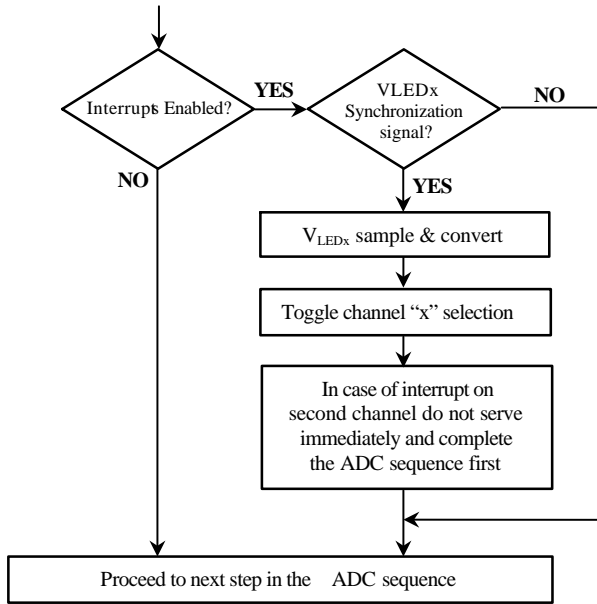 Interrupts Enabled?
YES
VLEDx
Synchronization
signal?
NO
NO
YES
VLEDx sample & convert
Toggle channel “x” selection
In case of interrupt on
second channel do not serve
immediately and complete
the ADC sequence first
Proceed to next step in the ADC sequence